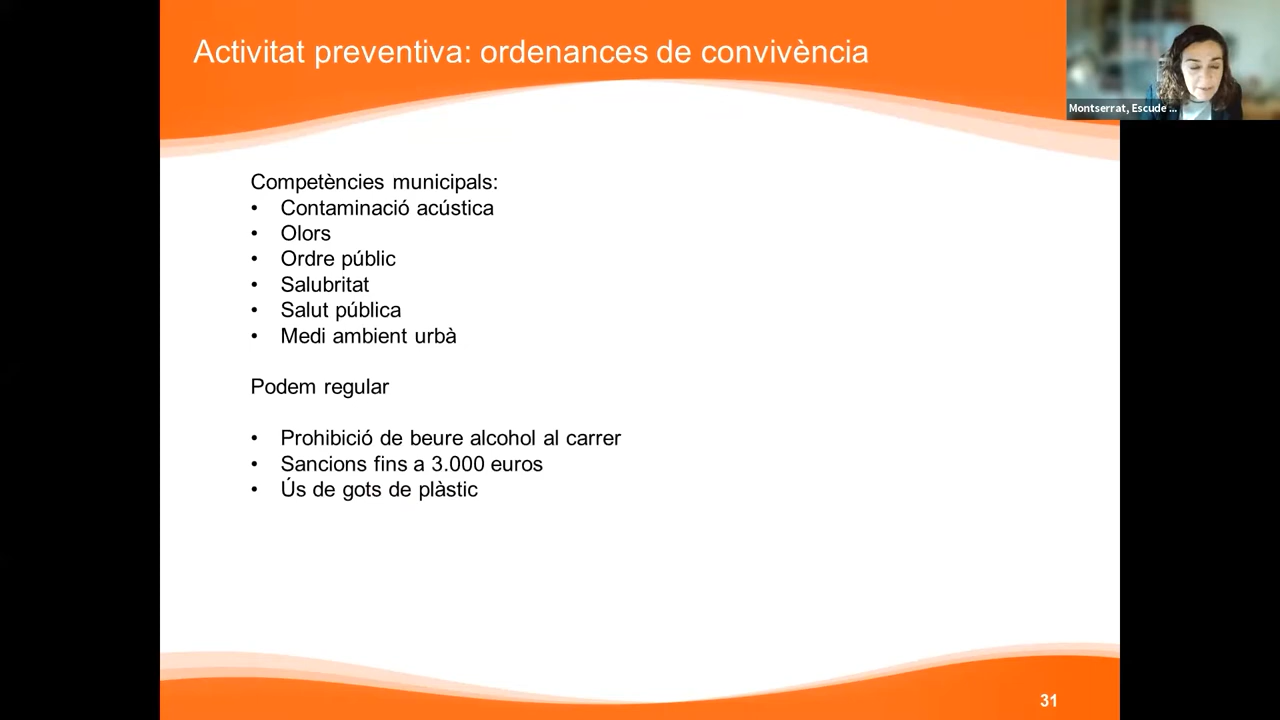 Activitat preventiva: ordenances de convivència
Montserrat, Escude ...
Competències municipals:
• Contaminació acústica
• Olors
• Ordre públic
• Salubritat
• Salut pública
• Medi ambient urbà
Podem regular
• Prohibició de beure alcohol al carrer
• Sancions fins a 3.000 euros
• Ús de gots de plàstic
31